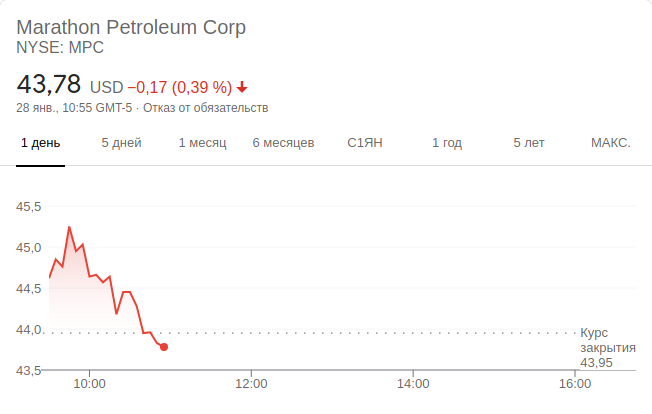 Marathon Petroleum Corp
NYSE: MPC
43,78 USD −0,17 (0,39 %)
28 янв., 10:55 GMT-5 · Отказ от обязательств
1 день 5 дней 1 месяц 6 месяцев С1ЯН 1 год 5 лет МАКС.
45,5
45,0
44,5
44,0
Курс
закрытия
43,95
43,5
10:00 12:00 14:00 16:00